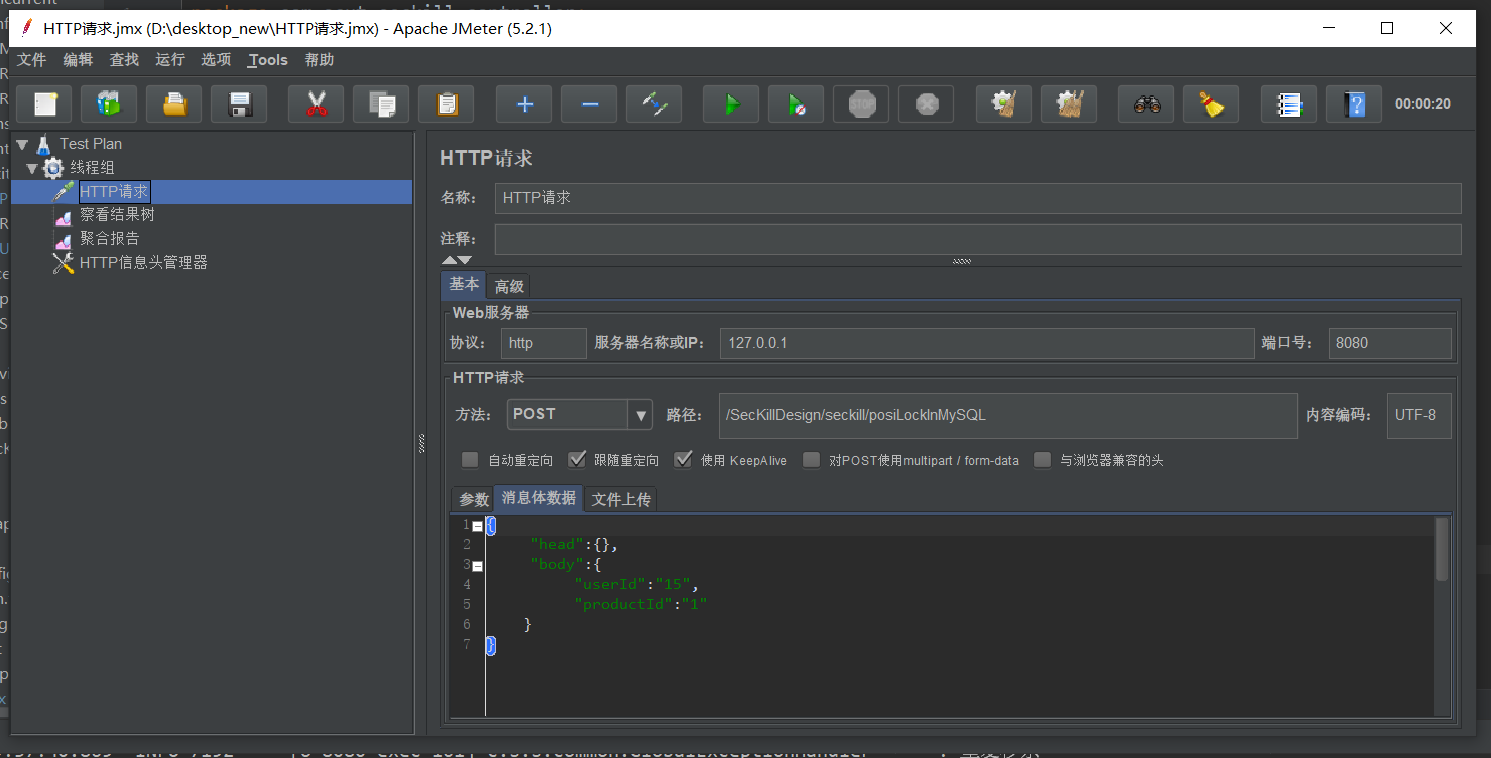 HTTP请求.jmx (D:\desktop_new\HTTP请求.jmx) - Apache JMeter (5.2.1)
文件 编辑 查找 运行 选项 Tools 帮助
STOP
00:00:20
Test Plan
线程组
HTTP请求
察看结果树
聚合报告
HTTP信息头管理器
HTTP请求
名称: HTTP请求
注释:
基本 高级
Web服务器
协议: http 服务器名称或IP: 127.0.0.1 端口号: 8080
HTTP请求
方法: POST 路径: /SecKillDesign/seckill/posiLockInMySQL 内容编码: UTF-8
自动重定向 跟随重定向 使用 KeepAlive 对POST使用multipart / form-data 与浏览器兼容的头
参数 消息体数据 文件上传
1 {
2 "head":{},
3 "body":{
4 "userId":"15",
5 "productId":"1"
6 }
7 }